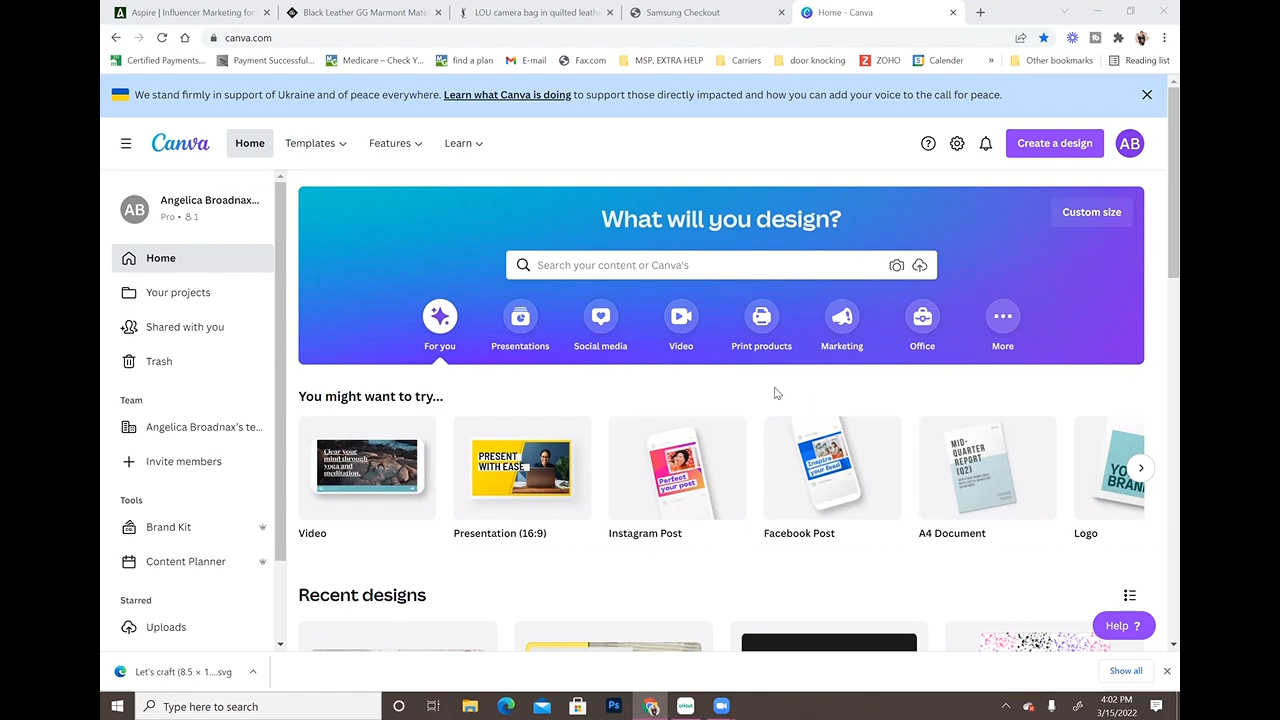 Aspire | Influencer Marketing for
Black Leather GG Marmont Mate
LOU camera bag in quilted leath
Samsung Checkout
Home - Canva
canva.com
Certified Payments...
Payment Successful...
Medicare – Check Y...
find a plan
E-mail
Fax.com
MSP, EXTRA HELP
Carriers
door knocking
ZOHO
Calender
»
Other bookmarks
Reading list
We stand firmly in support of Ukraine and of peace everywhere. Learn what Canva is doing to support those directly impacted and how you can add your voice to the call for peace.
Canva
Home
Templates
Features
Learn
Create a design
AB
AB
Angelica Broadnax...
Pro • 1
Home
Your projects
Shared with you
Trash
Team
Angelica Broadnax's te...
Invite members
Tools
Brand Kit
Content Planner
Starred
Uploads
What will you design?
Custom size
Search your content or Canva's
For you
Presentations
Social media
Video
Print products
Marketing
Office
More
You might want to try...
Clear your
mind through
yoga and
meditation.
PRESENT
WITH EASE
Perfect
your post
Inspire
your feed
MID-
QUARTER
REPORT
(Q2)
YO
BRAN
Video
Presentation (16:9)
Instagram Post
Facebook Post
A4 Document
Logo
Recent designs
Help ?
Let's craft (8.5 × 1....svg
Show all
Type here to search
Ps
cricut
4:02 PM
3/15/2022